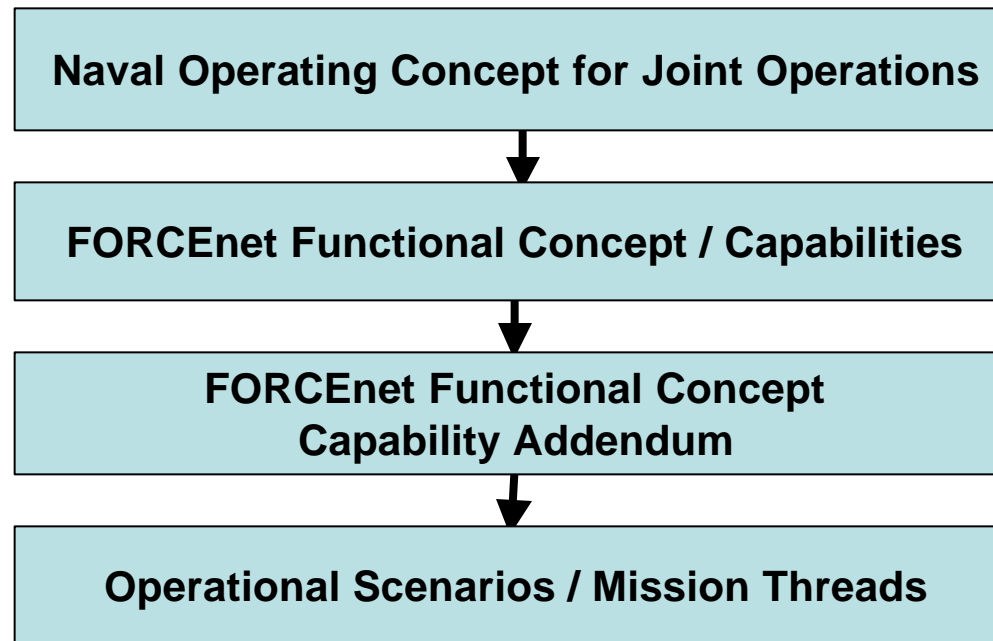 Naval Operating Concept for Joint Operations
FORCEnet Functional Concept / Capabilities
FORCEnet Functional Concept
Capability Addendum
Operational Scenarios / Mission Threads